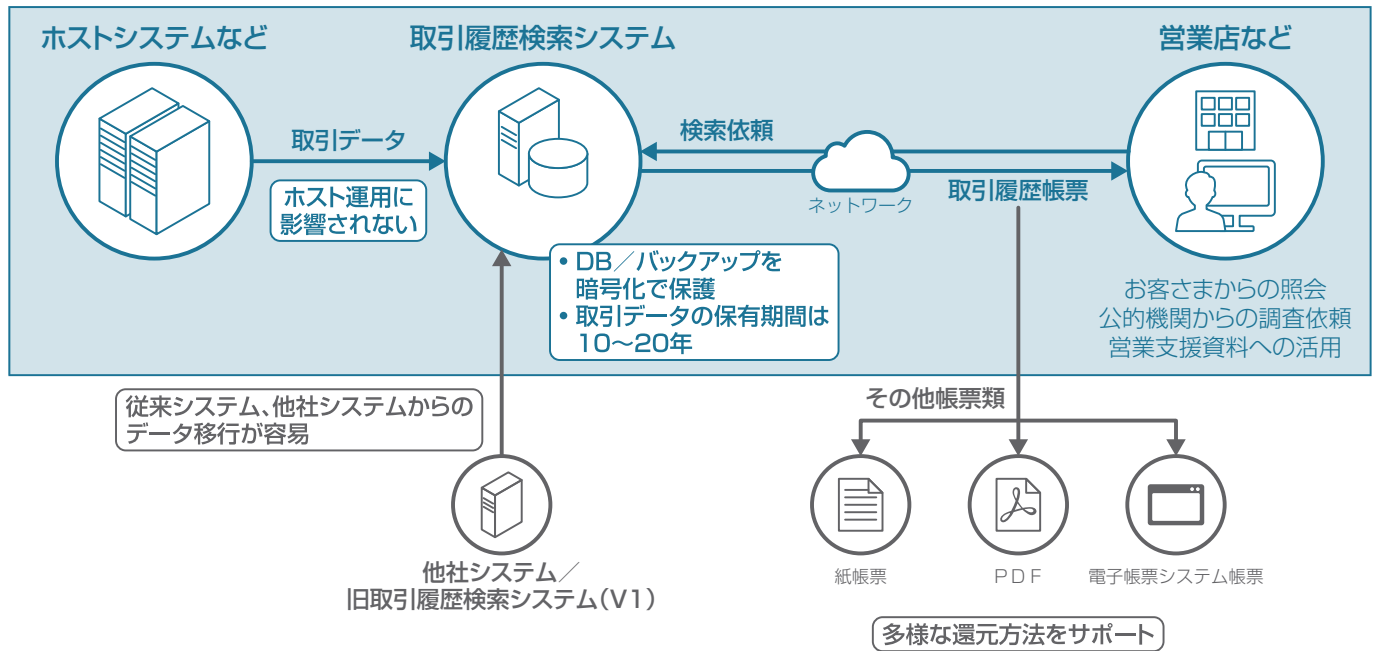 ホストシステムなど
取引履歴検索システム
営業店など
取引データ
ホスト運用に
影響されない
検索依頼
ネットワーク
取引履歴帳票
• DB／バックアップを
暗号化で保護
• 取引データの保有期間は
10〜20年
お客さまからの照会
公的機関からの調査依頼
営業支援資料への活用
従来システム、他社システムからの
データ移行が容易
その他帳票類
他社システム／
旧取引履歴検索システム（V1）
紙帳票
PDF
電子帳票システム帳票
多様な還元方法をサポート